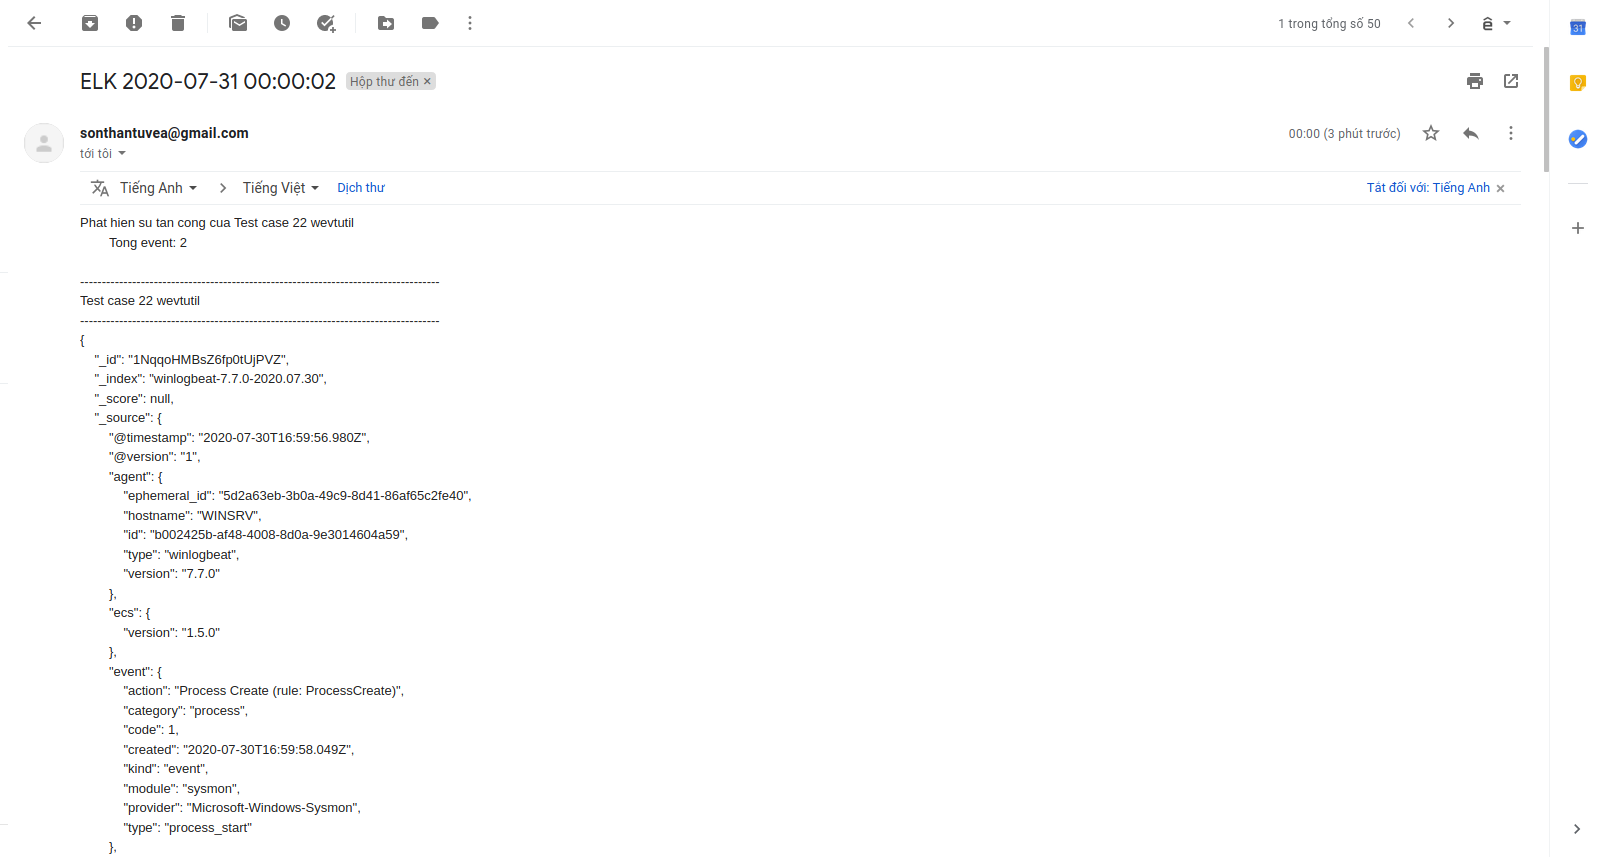 1 trong tổng số 50
31
ELK 2020-07-31 00:00:02
Hộp thư đến ×
sonthantuvea@gmail.com
00:00 (3 phút trước)
tới tôi
Tiếng Anh
Tiếng Việt
Dịch thư
Tắt đối với: Tiếng Anh ×
Phat hien su tan cong cua Test case 22 wevtutil
Tong event: 2
-----------------------------------------------------------------------------------
Test case 22 wevtutil
-----------------------------------------------------------------------------------
{
"_id": "1NqqoHMBsZ6fp0tUjPVZ",
"_index": "winlogbeat-7.7.0-2020.07.30",
"_score": null,
"_source": {
"@timestamp": "2020-07-30T16:59:56.980Z",
"@version": "1",
"agent": {
"ephemeral_id": "5d2a63eb-3b0a-49c9-8d41-86af65c2fe40",
"hostname": "WINSRV",
"id": "b002425b-af48-4008-8d0a-9e3014604a59",
"type": "winlogbeat",
"version": "7.7.0"
},
"ecs": {
"version": "1.5.0"
},
"event": {
"action": "Process Create (rule: ProcessCreate)",
"category": "process",
"code": 1,
"created": "2020-07-30T16:59:58.049Z",
"kind": "event",
"module": "sysmon",
"provider": "Microsoft-Windows-Sysmon",
"type": "process_start"
},